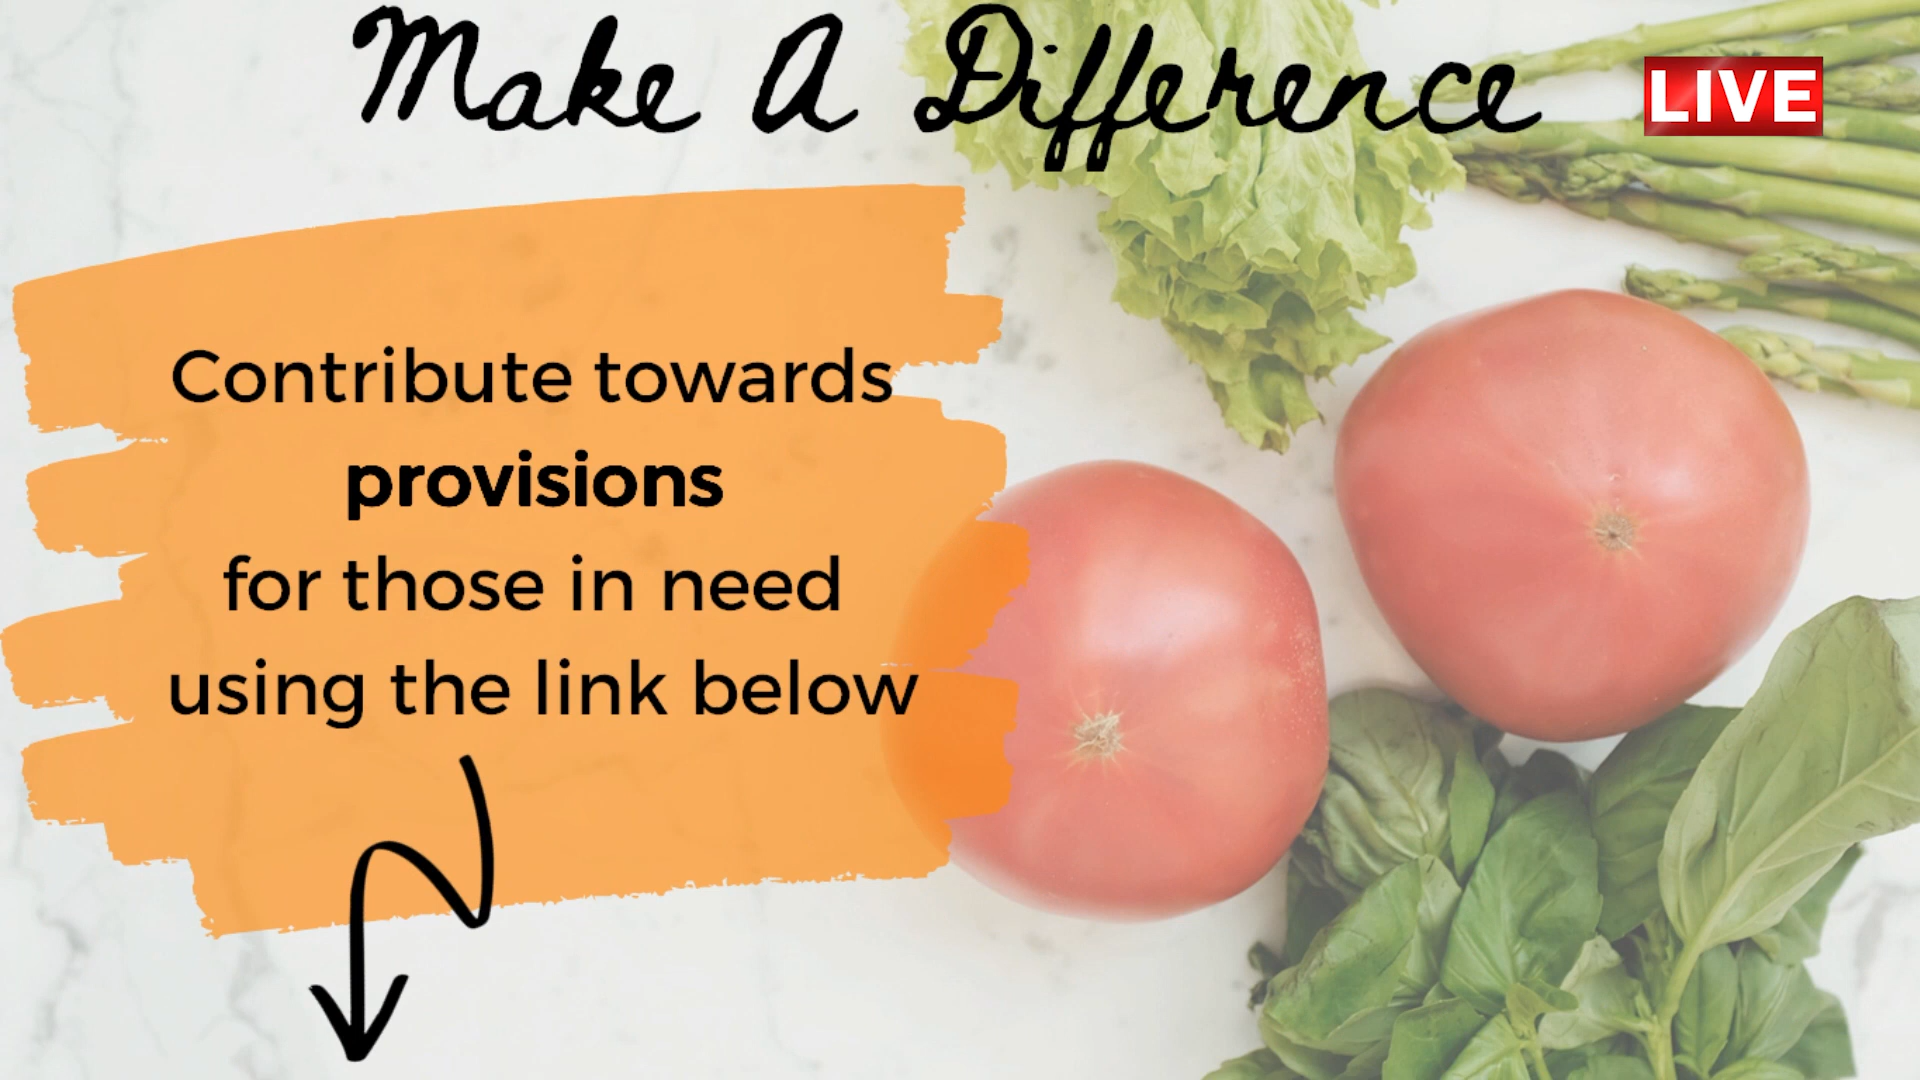 Make A Difference
LIVE
Contribute towards
provisions
for those in need
using the link below